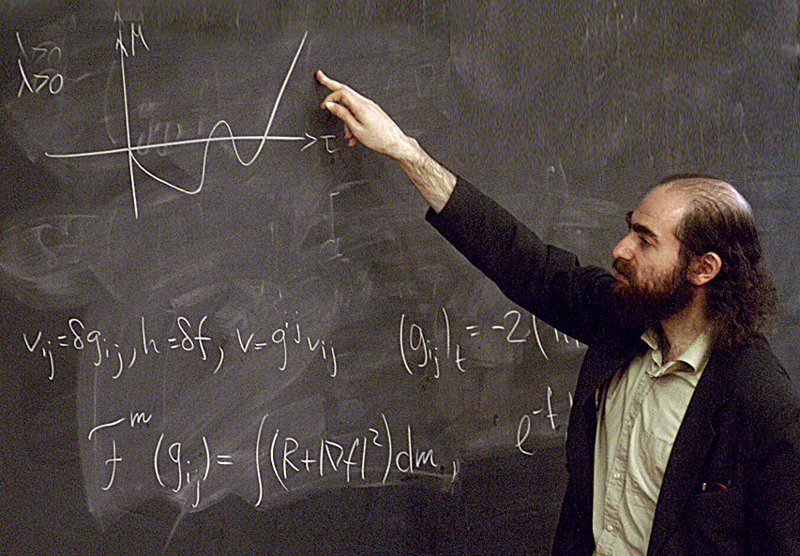 λ>0
λ>0
M
τ
v_ij = δg_ij, h = δf, v = g^ij v_ij
(g_ij)_t = -2(
F̃^m (g_ij) = ∫(R+|∇f|²)dm,
e^-f